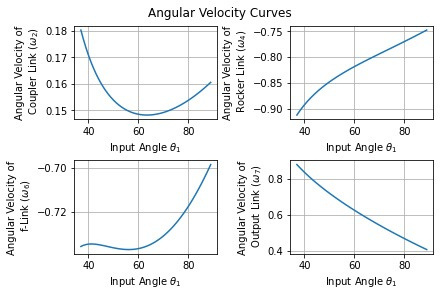 Angular Velocity Curves
Angular Velocity of
Coupler Link (ω₂)
0.18
0.17
0.16
0.15
40
60
80
Input Angle θ₁
Angular Velocity of
Rocker Link (ω₄)
−0.75
−0.80
−0.85
−0.90
40
60
80
Input Angle θ₁
Angular Velocity of
f-Link (ω₆)
−0.70
−0.72
40
60
80
Input Angle θ₁
Angular Velocity of
Output Link (ω₇)
0.8
0.6
0.4
40
60
80
Input Angle θ₁